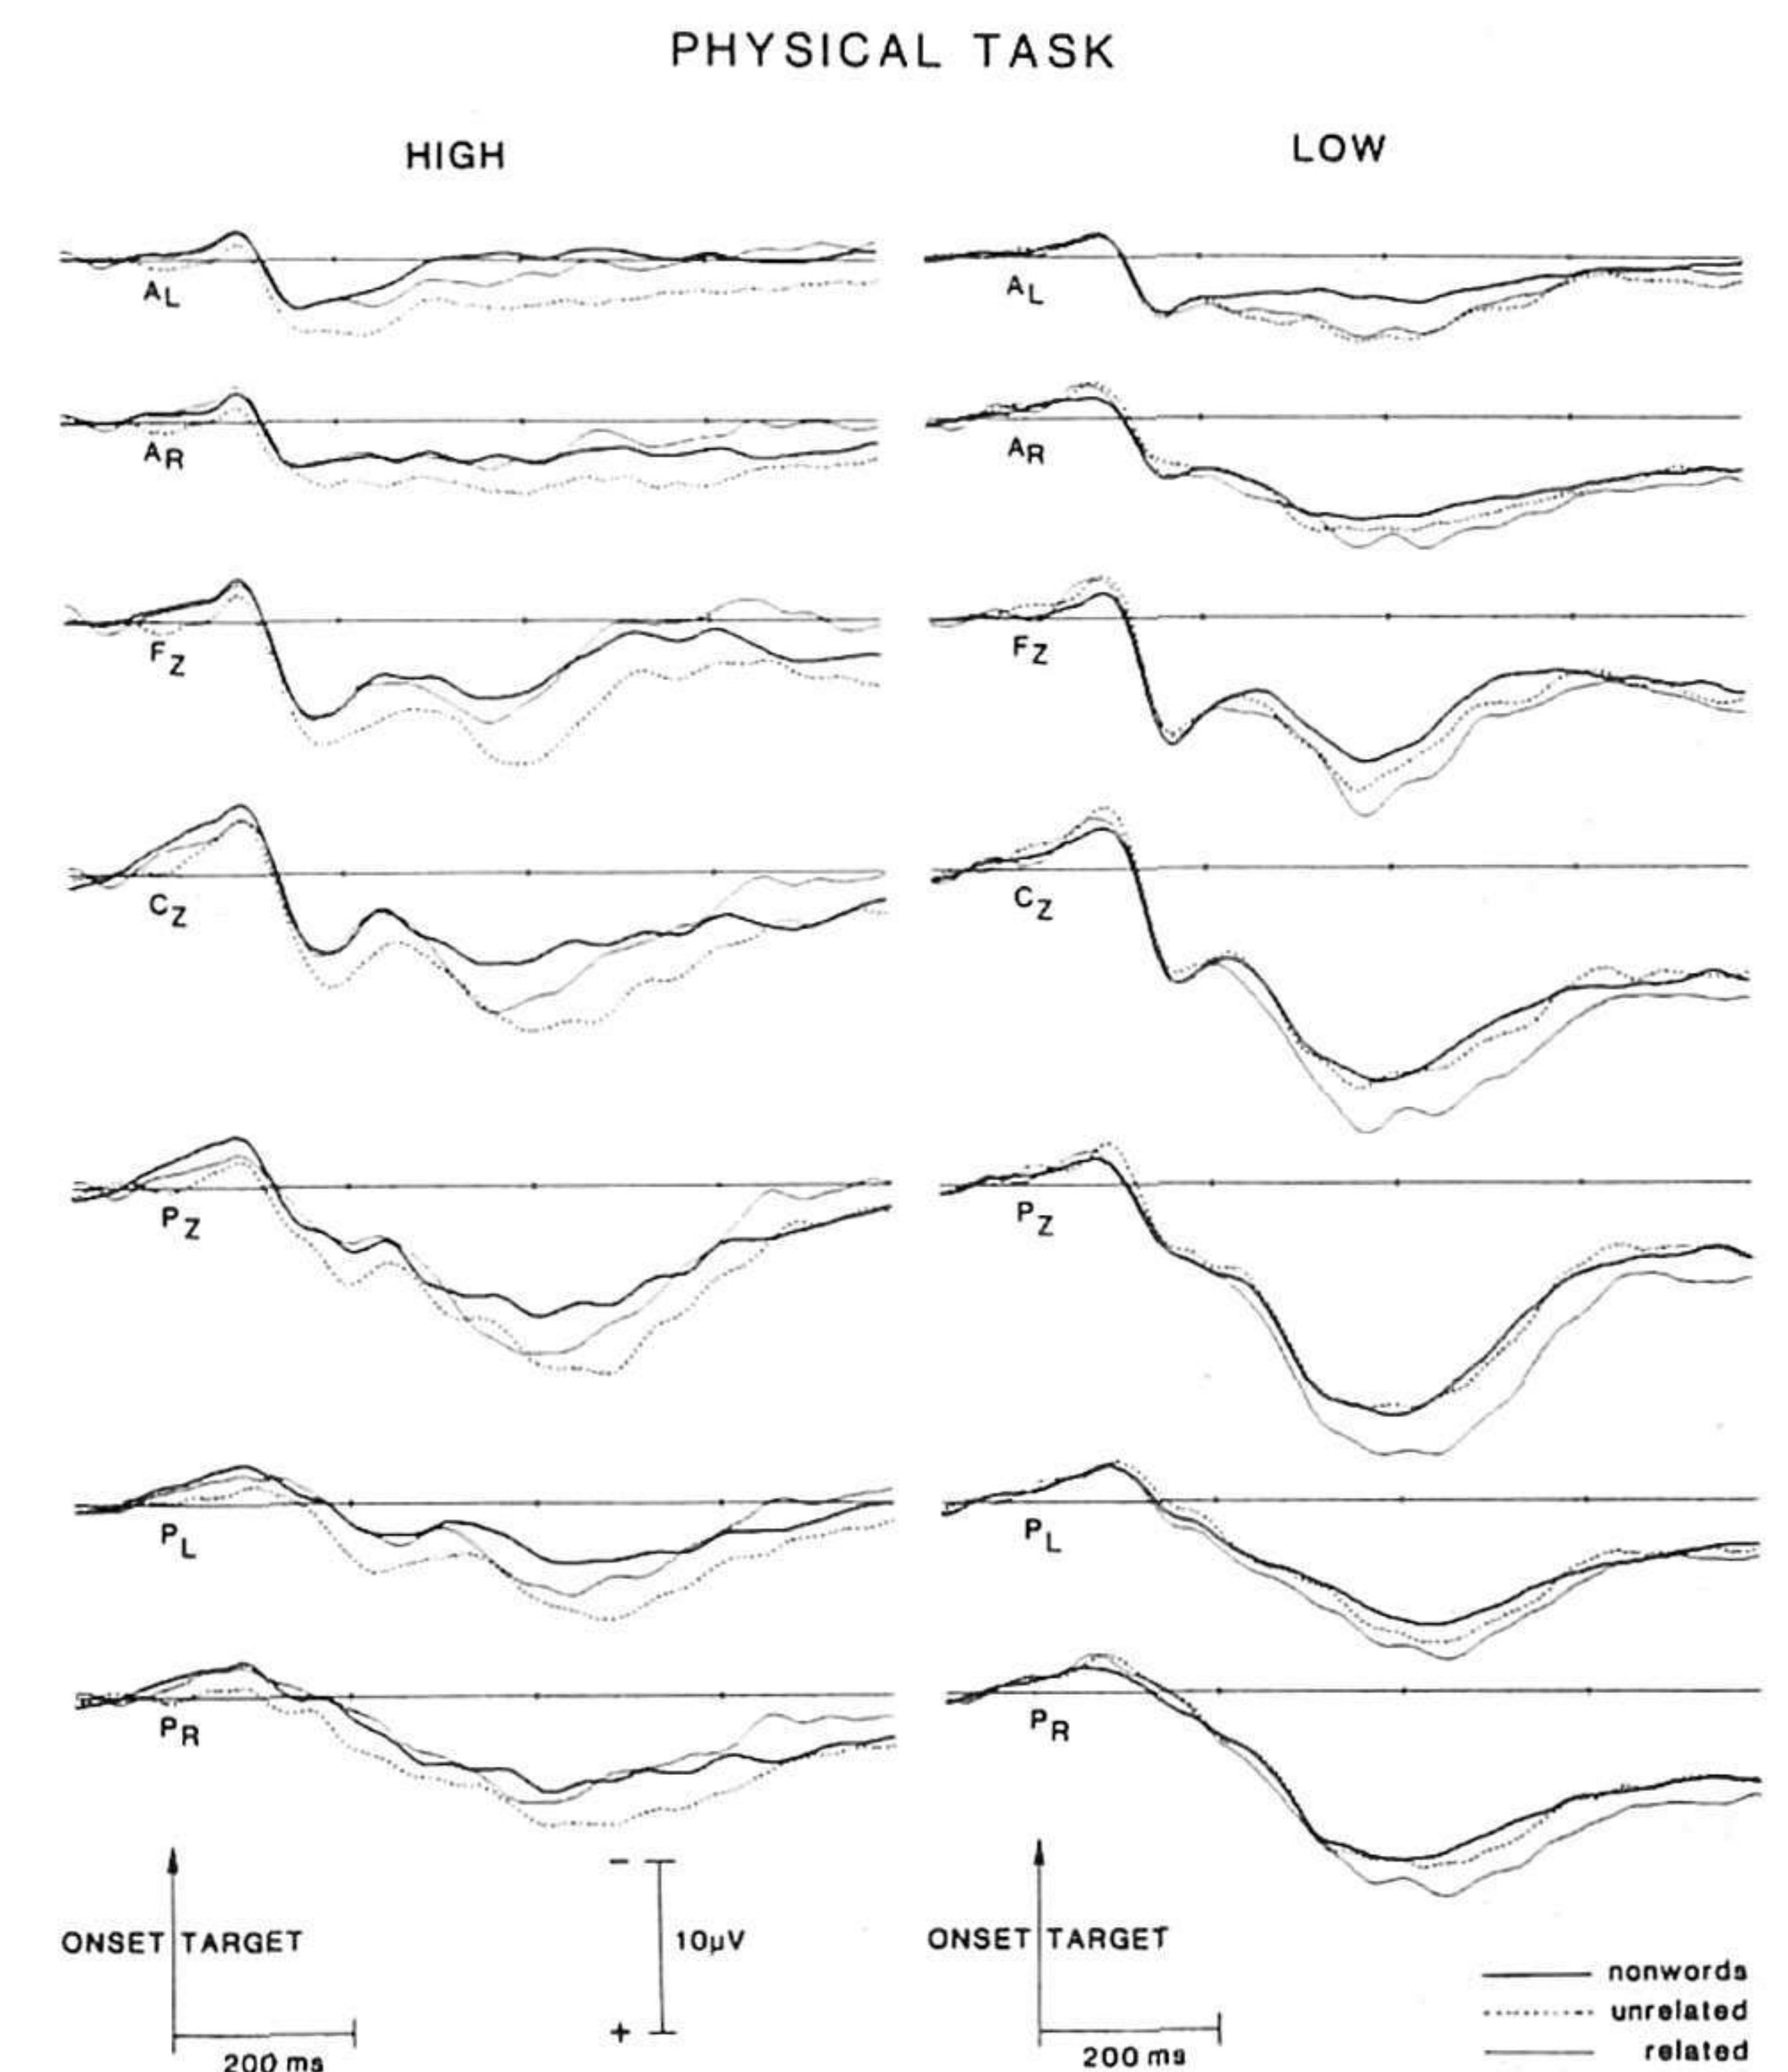 PHYSICAL TASK
HIGH
LOW
AL
AL
AR
AR
FZ
FZ
CZ
CZ
PZ
PZ
PL
PL
PR
PR
−
10µV
+
ONSET TARGET
200 ms
ONSET TARGET
200 ms
nonwords
unrelated
related